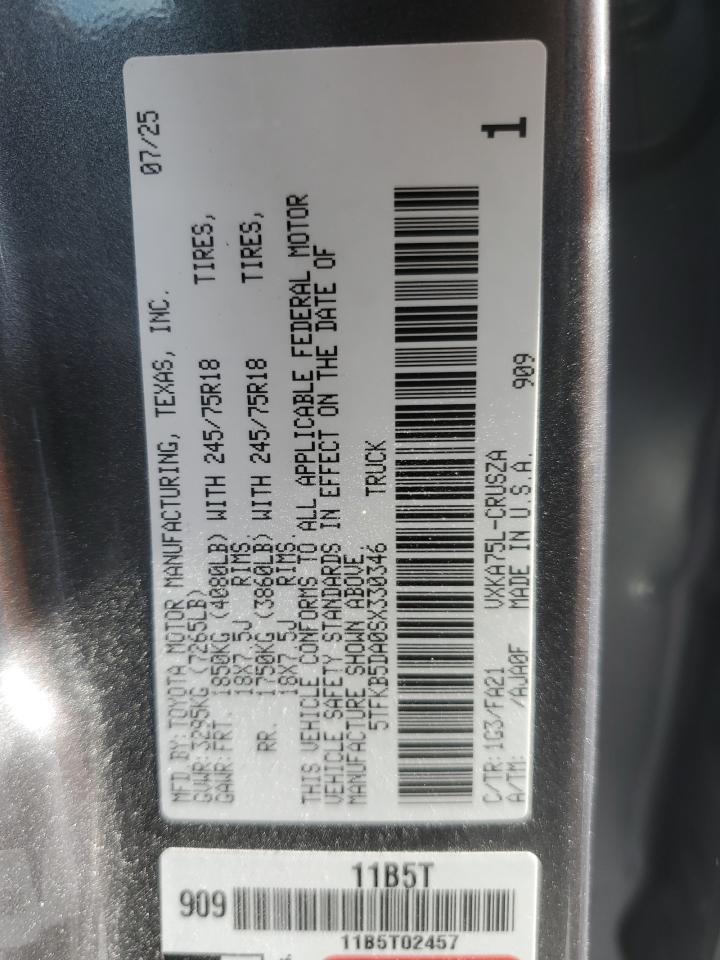 MFD BY: TOYOTA MOTOR MANUFACTURING, TEXAS, INC. 07/25
GVWR: 3295KG (7265LB)
GAWR: FRT. 1850KG (4080LB) WITH 245/75R18 TIRES,
18X7.5J RIMS.
RR. 1750KG (3860LB) WITH 245/75R18 TIRES,
18X7.5J RIMS.
THIS VEHICLE CONFORMS TO ALL APPLICABLE FEDERAL MOTOR
VEHICLE SAFETY STANDARDS IN EFFECT ON THE DATE OF
MANUFACTURE SHOWN ABOVE.
5TFKB5DA0SX330346 TRUCK
1
C/TR: 1G3/FA21 VXKA75L-CRUSZA
A/TM: /AJA0F MADE IN U.S.A. 909
11B5T
909
11B5T02457